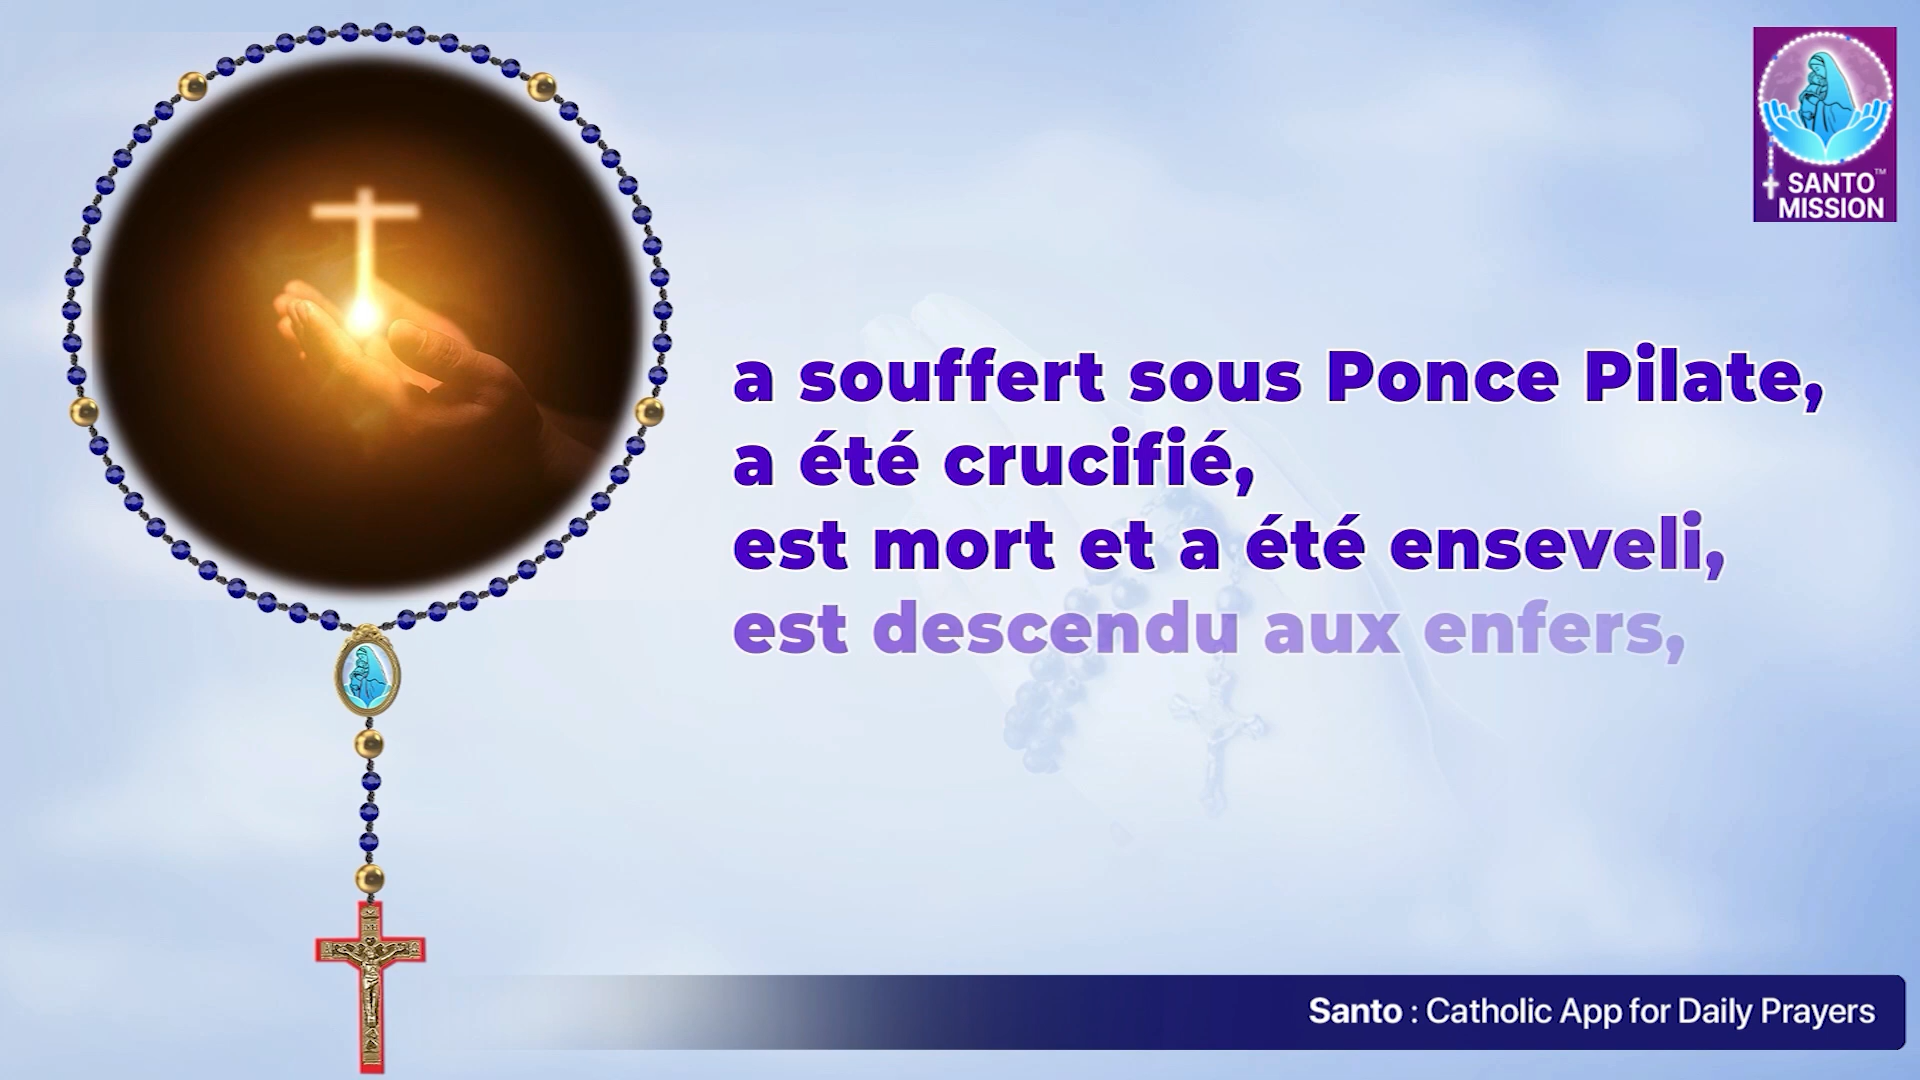 SANTO™
MISSION
a souffert sous Ponce Pilate,
a été crucifié,
est mort et a été enseveli,
est descendu aux enfers,
Santo : Catholic App for Daily Prayers